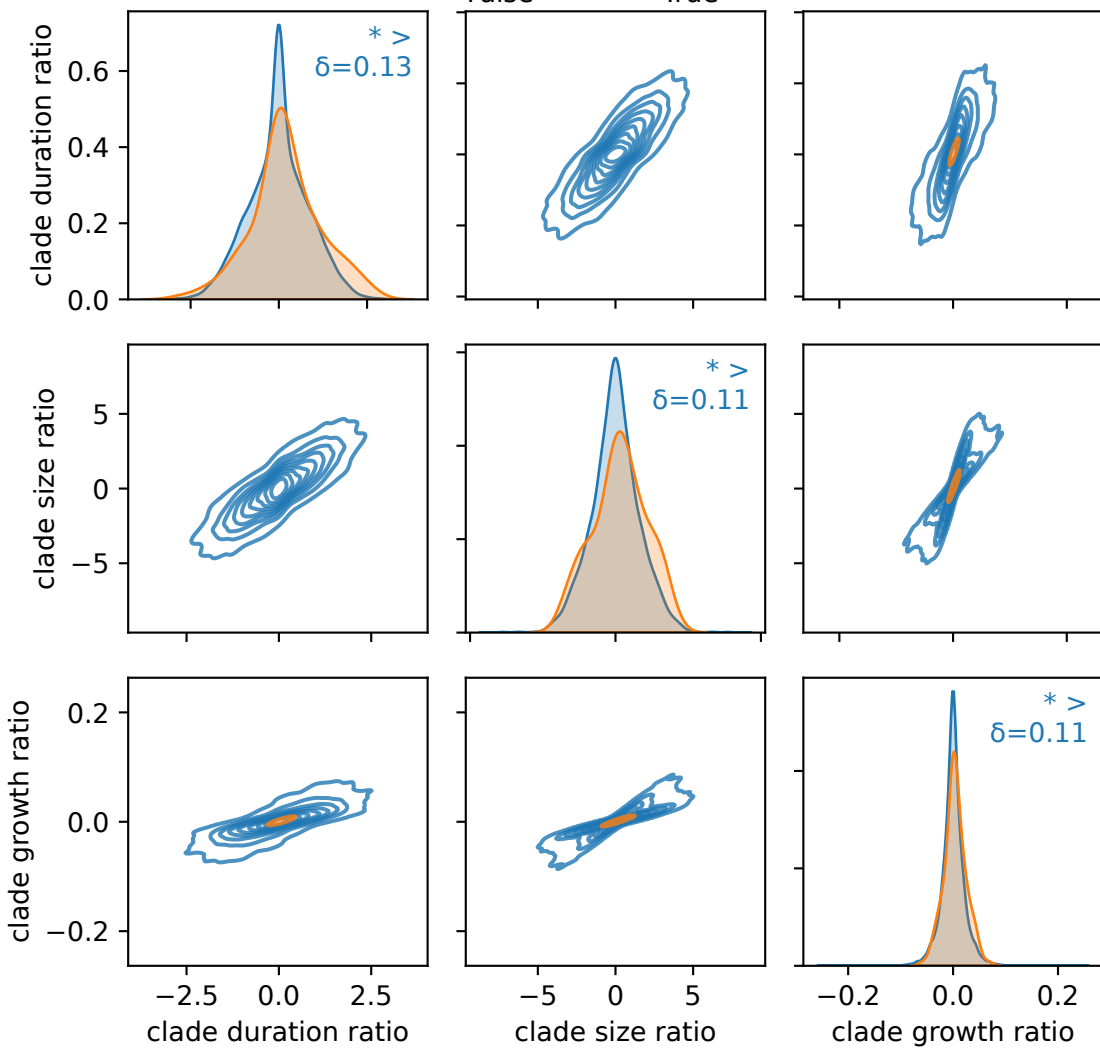 clade duration ratio
0.6
0.4
0.2
0.0
* >
δ=0.13
clade size ratio
5
0
−5
* >
δ=0.11
clade growth ratio
0.2
0.0
−0.2
* >
δ=0.11
−2.5 0.0 2.5
−5 0 5
−0.2 0.0 0.2
clade duration ratio
clade size ratio
clade growth ratio